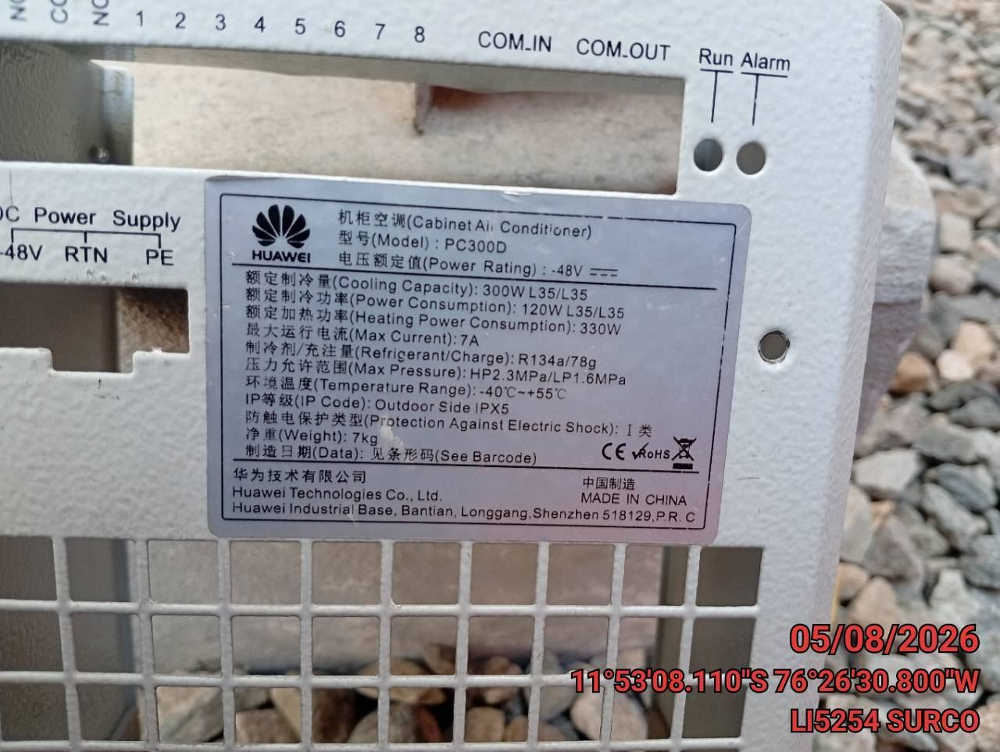 NO CO NC 1 2 3 4 5 6 7 8 COM_IN COM_OUT Run Alarm
DC Power Supply
-48V RTN PE
HUAWEI
机柜空调(Cabinet Air Conditioner)
型号(Model) : PC300D
电压额定值(Power Rating) : -48V
额定制冷量(Cooling Capacity): 300W L35/L35
额定制冷功率(Power Consumption): 120W L35/L35
额定加热功率(Heating Power Consumption): 330W
最大运行电流(Max Current): 7A
制冷剂/充注量(Refrigerant/Charge): R134a/78g
压力允许范围(Max Pressure): HP2.3MPa/LP1.6MPa
环境温度(Temperature Range): -40℃~+55℃
IP等级(IP Code): Outdoor Side IPX5
防触电保护类型(Protection Against Electric Shock): I 类
净重(Weight): 7kg
制造日期(Data): 见条形码(See Barcode)
CE RoHS
华为技术有限公司
中国制造
Huawei Technologies Co., Ltd.
MADE IN CHINA
Huawei Industrial Base, Bantian, Longgang,Shenzhen 518129,P.R. C
05/08/2026
11°53'08.110"S 76°26'30.800"W
LI5254 SURCO